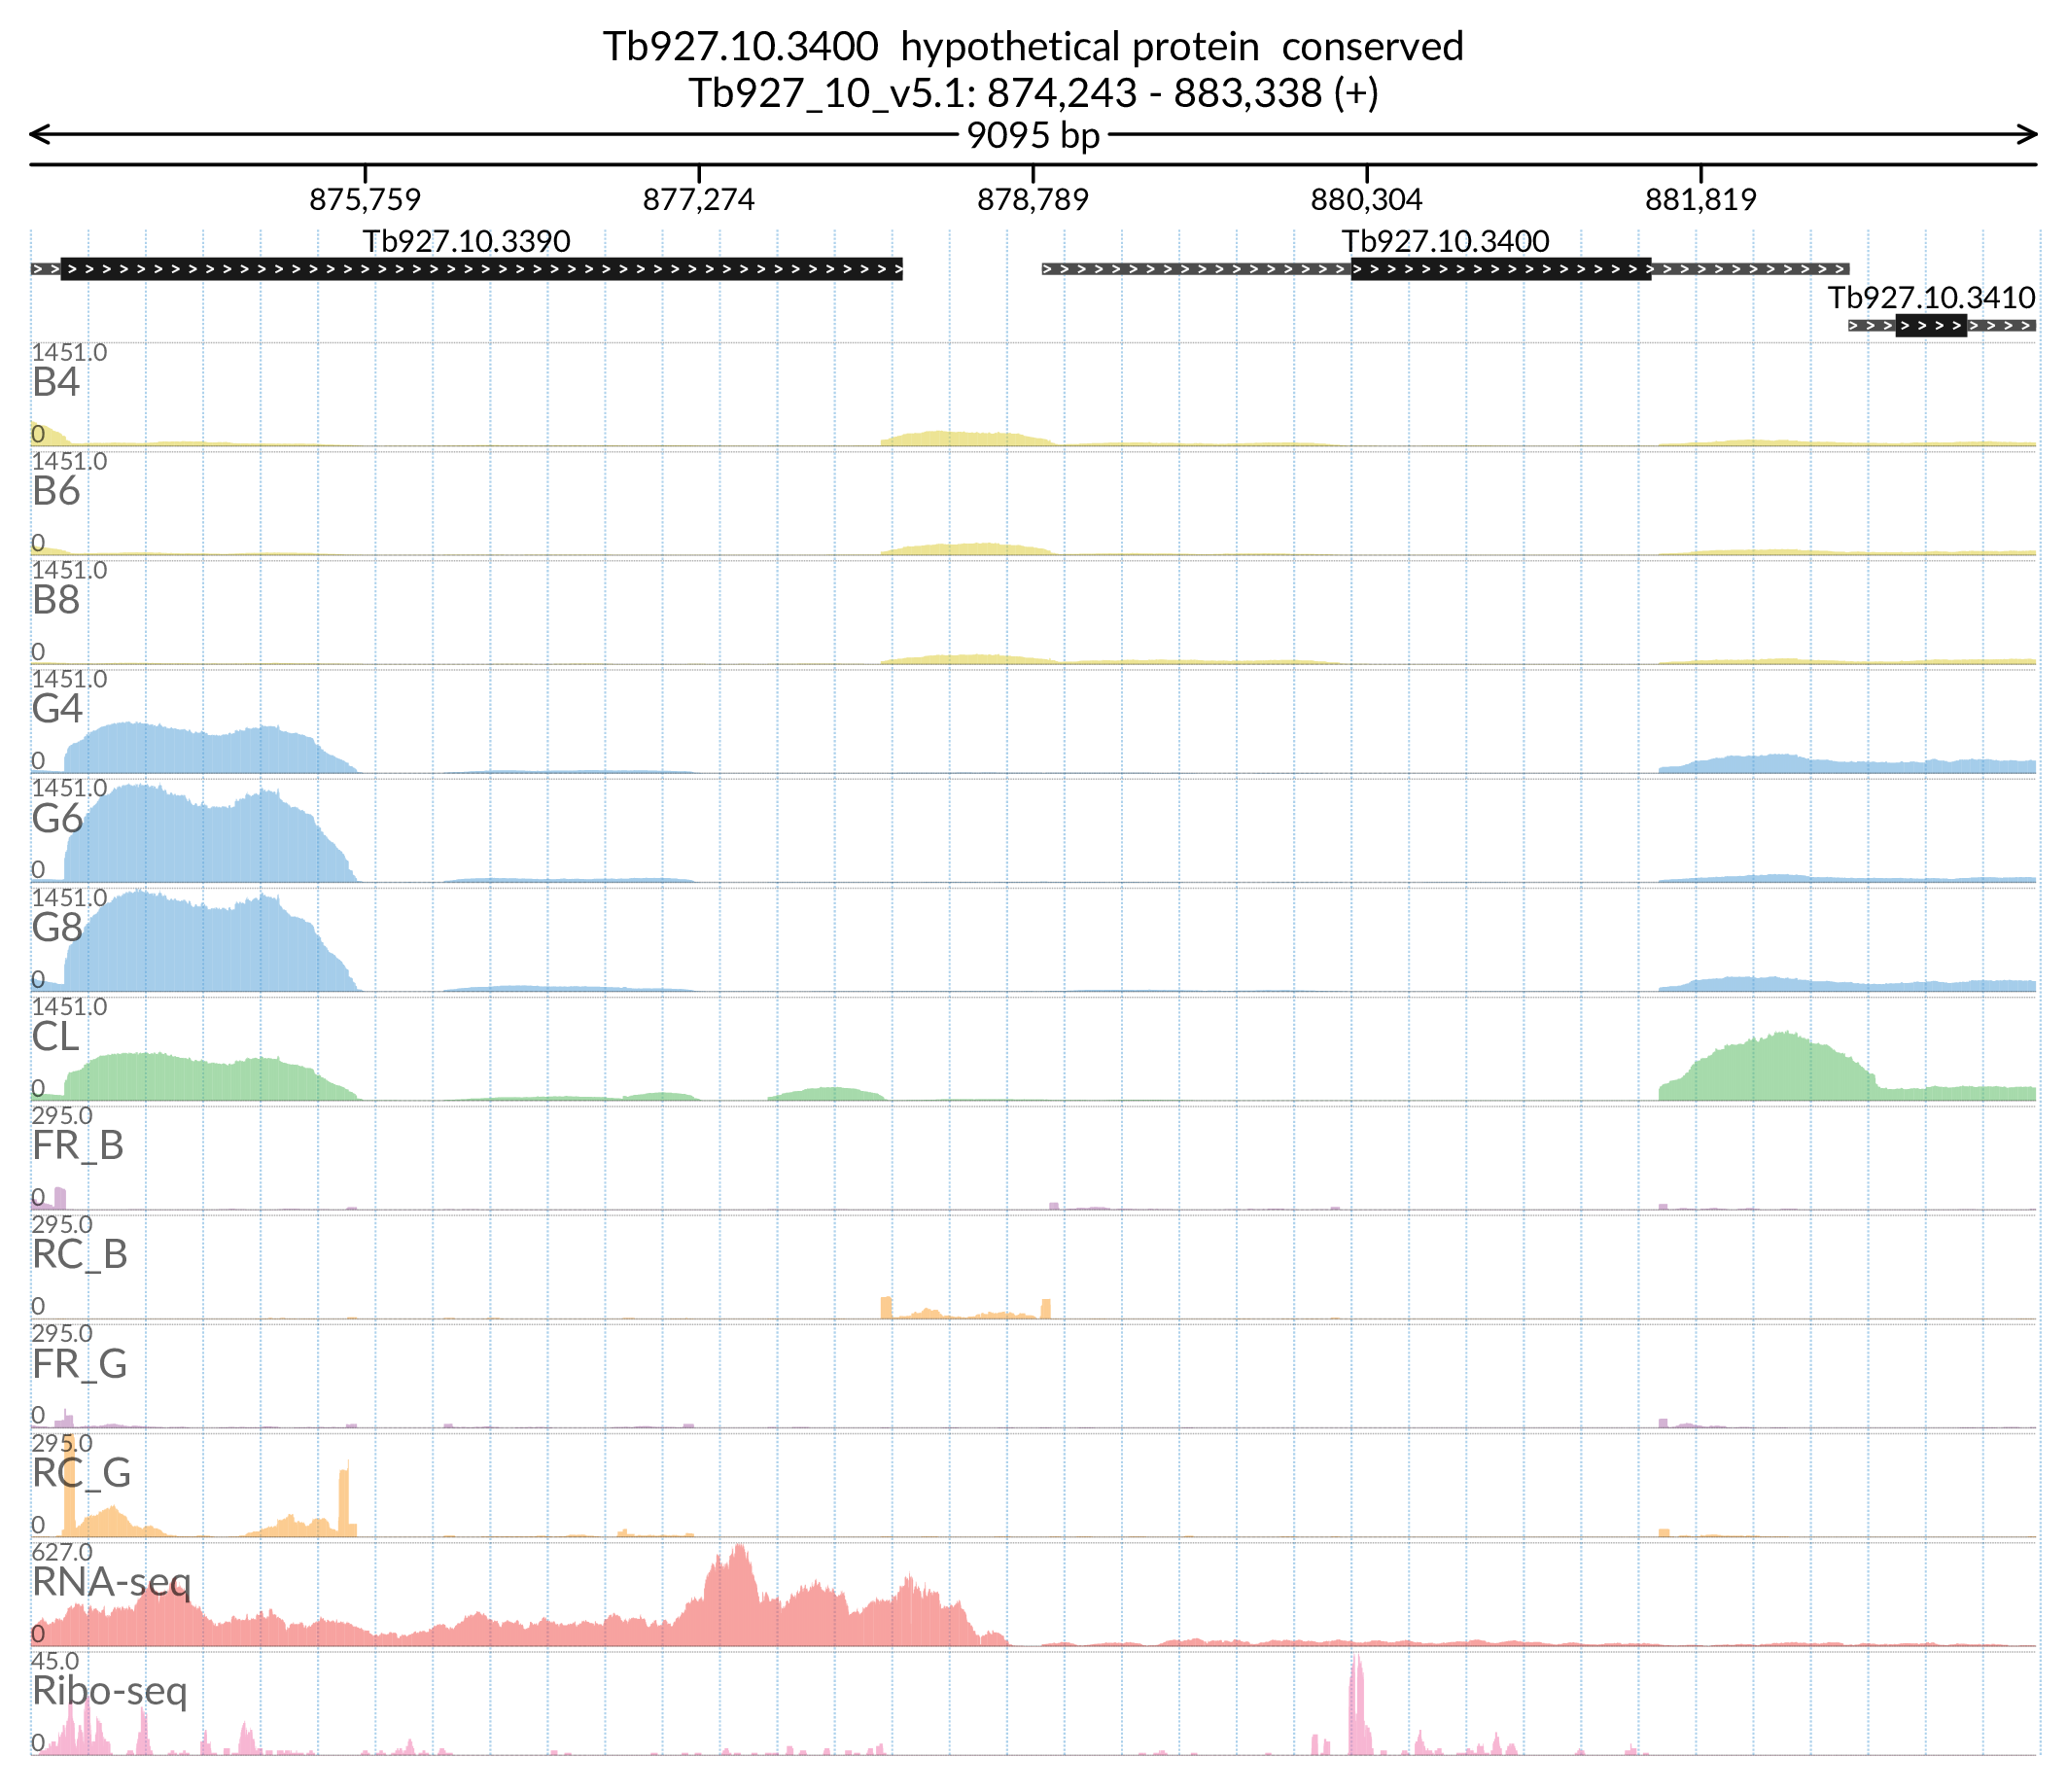 Tb927.10.3400 hypothetical protein conserved
Tb927_10_v5.1: 874,243 - 883,338 (+)
9095 bp
875,759 877,274 878,789 880,304 881,819
Tb927.10.3390 Tb927.10.3400
Tb927.10.3410
1451.0
B4
0
1451.0
B6
0
1451.0
B8
0
1451.0
G4
0
1451.0
G6
0
1451.0
G8
0
1451.0
CL
0
295.0
FR_B
0
295.0
RC_B
0
295.0
FR_G
0
295.0
RC_G
0
627.0
RNA-seq
0
45.0
Ribo-seq
0